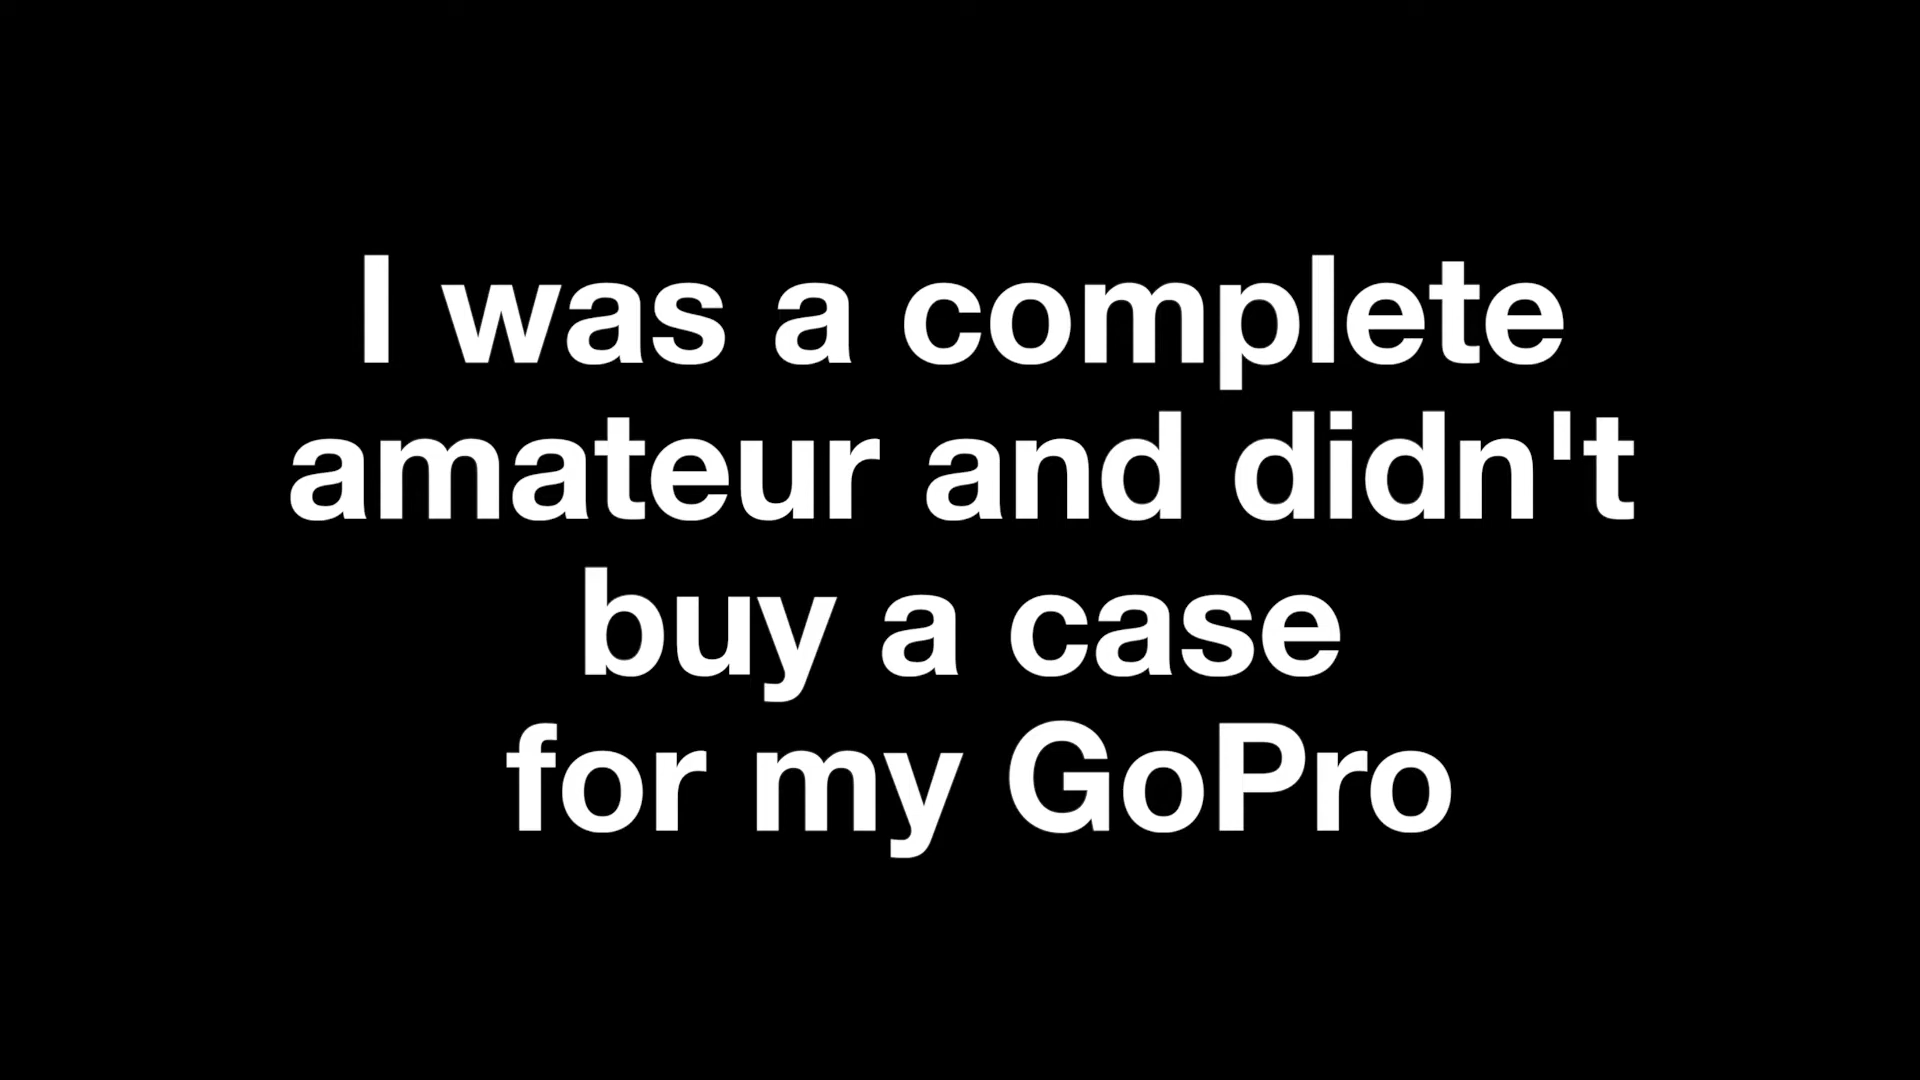 I was a complete
amateur and didn't
buy a case
for my GoPro